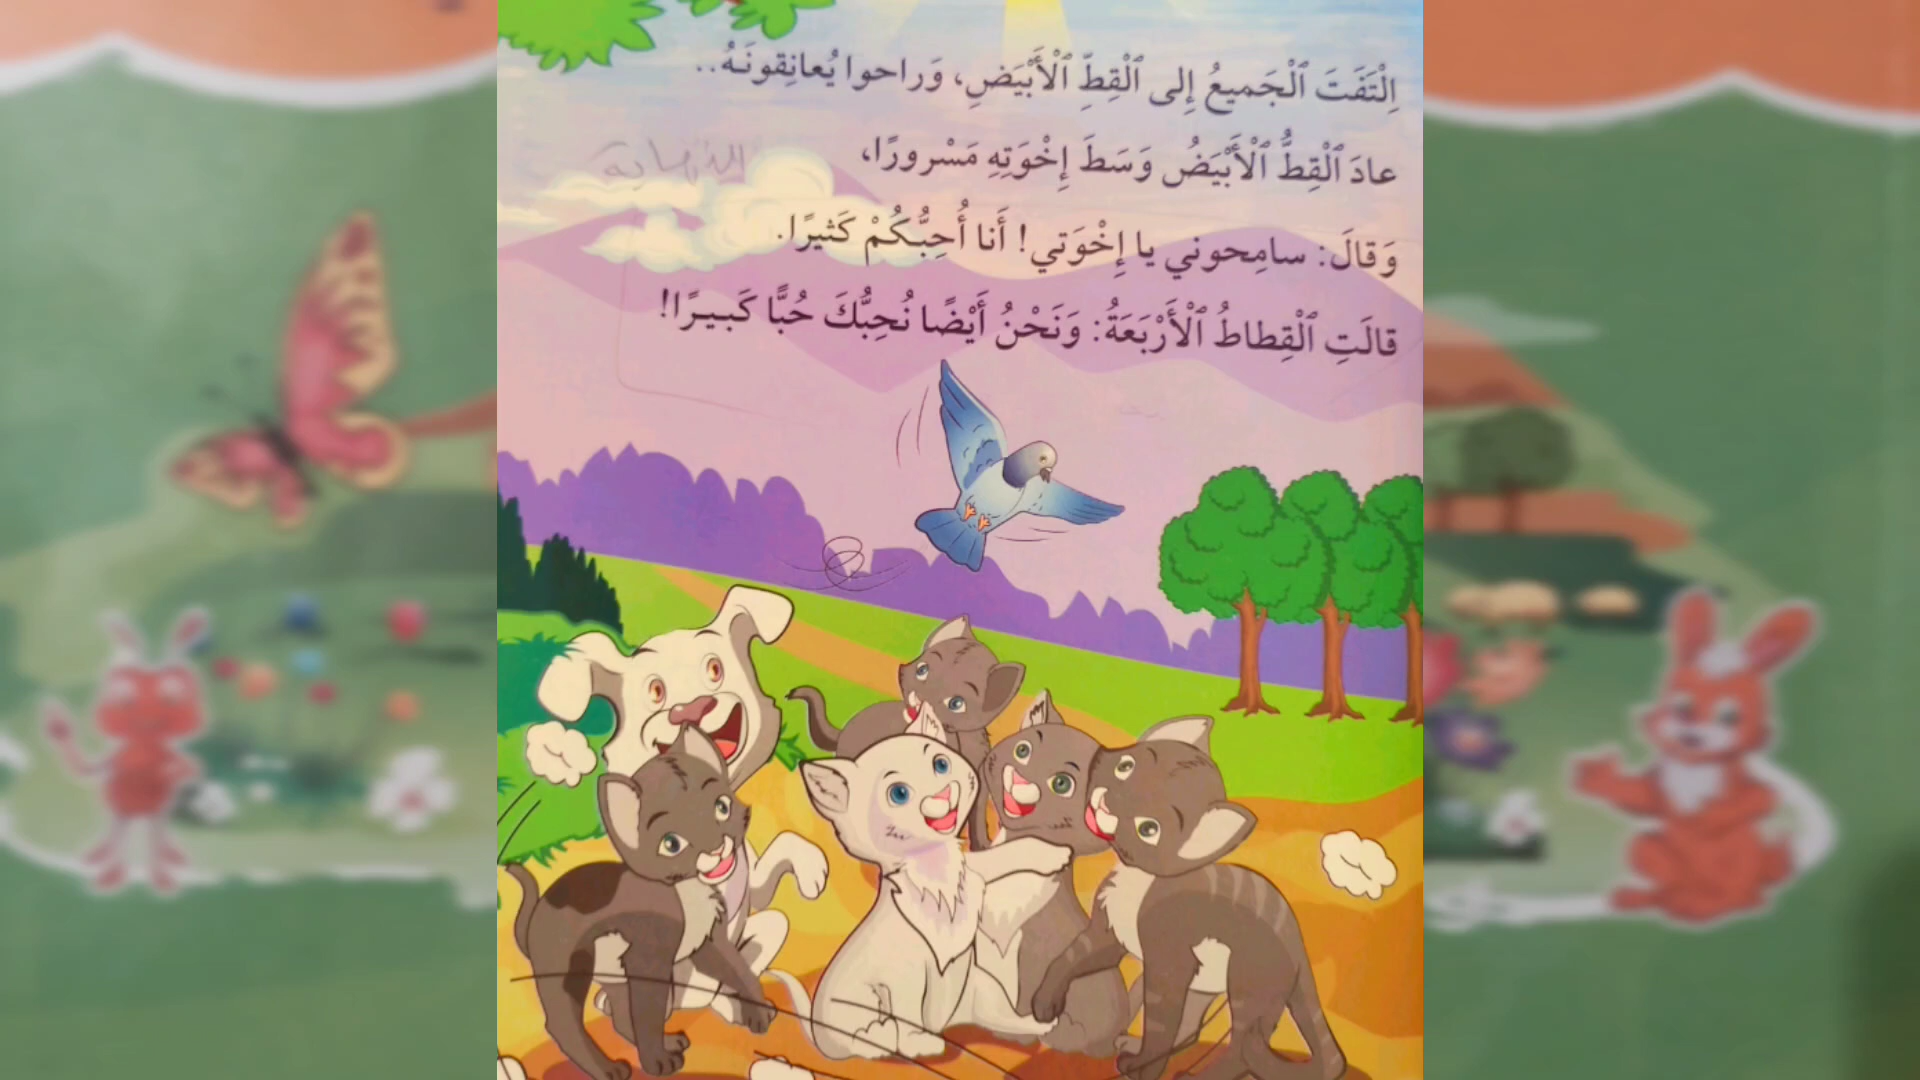 اِلْتَفَتَ ٱلْجَميعُ إِلى ٱلْقِطِّ ٱلْأَبْيَضِ، وَراحوا يُعانِقونَهُ..
عادَ ٱلْقِطُّ ٱلْأَبْيَضُ وَسَطَ إِخْوَتِهِ مَسْرورًا،
النهاية
وَقالَ: سامِحوني يا إِخْوَتي! أَنا أُحِبُّكُمْ كَثيرًا.
قالَتِ ٱلْقِطاطُ ٱلْأَرْبَعَةُ: وَنَحْنُ أَيْضًا نُحِبُّكَ حُبًّا كَبيرًا!